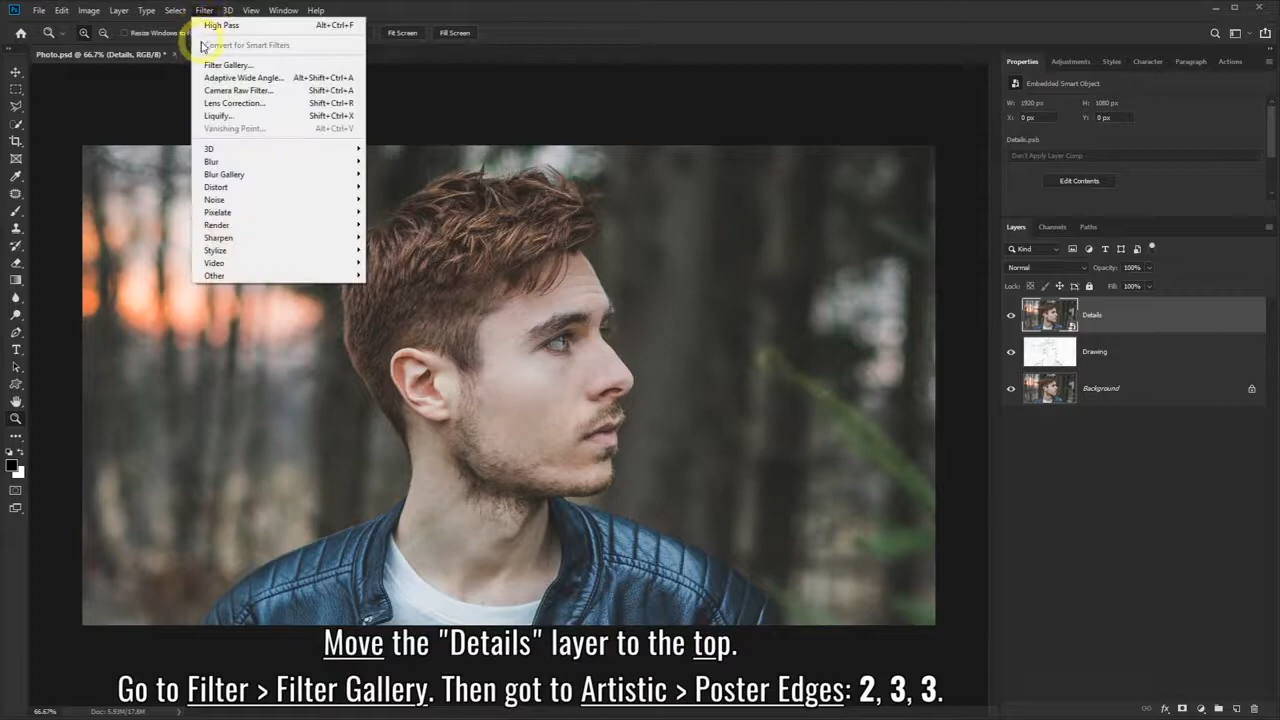 Ps File Edit Image Layer Type Select Filter 3D View Window Help
Resize Windows to Fi Fit Screen Fill Screen
Photo.psd @ 66.7% (Details, RGB/8) *
High Pass Alt+Ctrl+F
Convert for Smart Filters
Filter Gallery...
Adaptive Wide Angle... Alt+Shift+Ctrl+A
Camera Raw Filter... Shift+Ctrl+A
Lens Correction... Shift+Ctrl+R
Liquify... Shift+Ctrl+X
Vanishing Point... Alt+Ctrl+V
3D
Blur
Blur Gallery
Distort
Noise
Pixelate
Render
Sharpen
Stylize
Video
Other
Properties Adjustments Styles Character Paragraph Actions
Embedded Smart Object
W: 1920 px H: 1080 px
X: 0 px Y: 0 px
Details.psb
Don't Apply Layer Comp
Edit Contents
Layers Channels Paths
Kind
Normal Opacity: 100%
Lock: Fill: 100%
Details
Drawing
Background
Move the "Details" layer to the top.
Go to Filter > Filter Gallery. Then got to Artistic > Poster Edges: 2, 3, 3.
66.67% Doc: 5.93M/17.8M